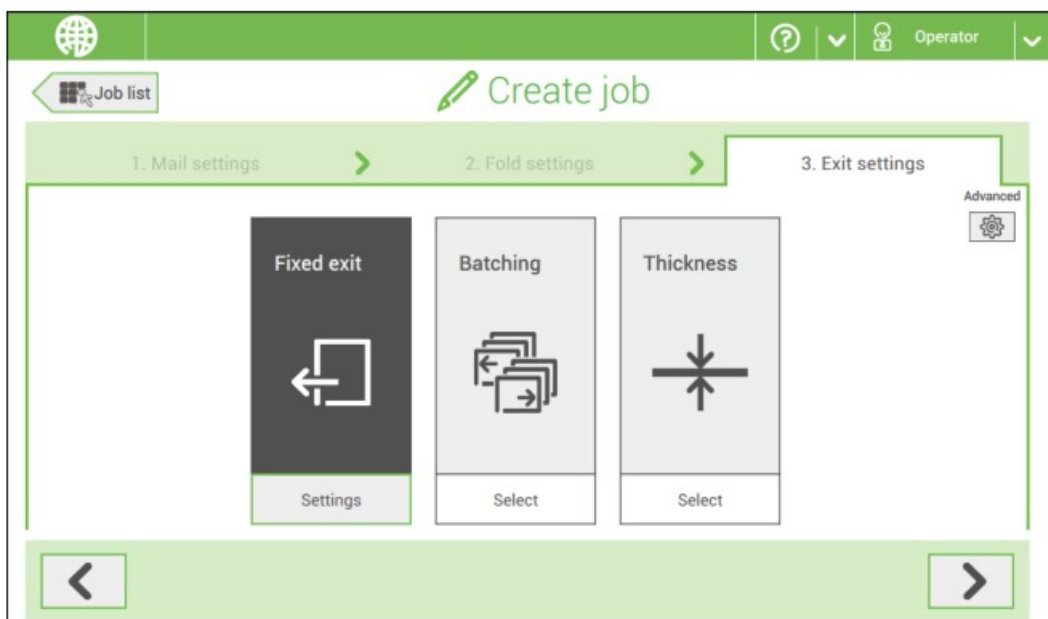 Operator
Job list
Create job
1. Mail settings
2. Fold settings
3. Exit settings
Advanced
Fixed exit
Batching
Thickness
Settings
Select
Select